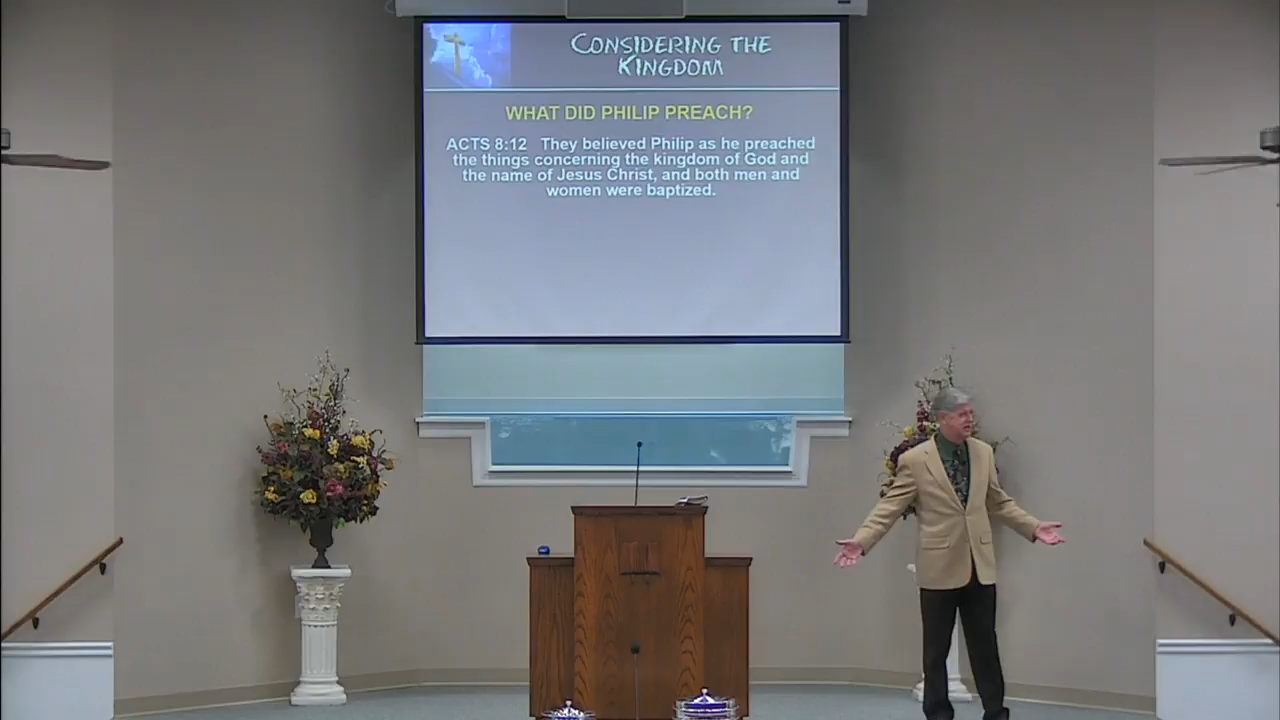 CONSIDERING THE
KINGDOM
WHAT DID PHILIP PREACH?
ACTS 8:12 They believed Philip as he preached
the things concerning the kingdom of God and
the name of Jesus Christ, and both men and
women were baptized.